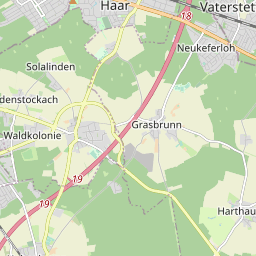 Haar
Vaterstet
18
Neukeferloh
Solalinden
denstockach
Grasbrunn
Waldkolonie
19
19
Harthau